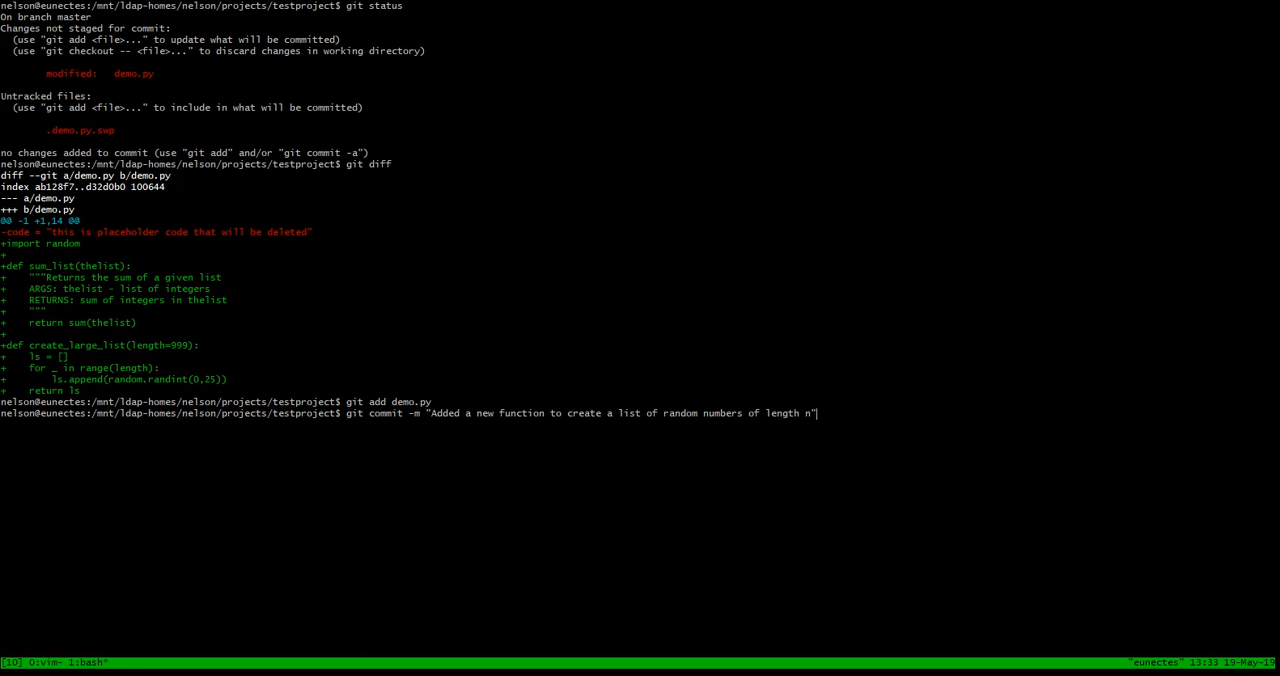 nelson@eunectes:/mnt/ldap-homes/nelson/projects/testproject$ git status
On branch master
Changes not staged for commit:
  (use "git add <file>..." to update what will be committed)
  (use "git checkout -- <file>..." to discard changes in working directory)
        modified:   demo.py
Untracked files:
  (use "git add <file>..." to include in what will be committed)
        .demo.py.swp
no changes added to commit (use "git add" and/or "git commit -a")
nelson@eunectes:/mnt/ldap-homes/nelson/projects/testproject$ git diff
diff --git a/demo.py b/demo.py
index ab128f7..d32d0b0 100644
--- a/demo.py
+++ b/demo.py
@@ -1 +1,14 @@
-code = "this is placeholder code that will be deleted"
+import random
+
+def sum_list(thelist):
+    """Returns the sum of a given list
+    ARGS: thelist - list of integers
+    RETURNS: sum of integers in thelist
+    """
+    return sum(thelist)
+
+def create_large_list(length=999):
+    ls = []
+    for _ in range(length):
+        ls.append(random.randint(0,25))
+    return ls
nelson@eunectes:/mnt/ldap-homes/nelson/projects/testproject$ git add demo.py
nelson@eunectes:/mnt/ldap-homes/nelson/projects/testproject$ git commit -m "Added a new function to create a list of random numbers of length n"
[10] 0:vim- 1:bash* "eunectes" 13:33 19-May-19